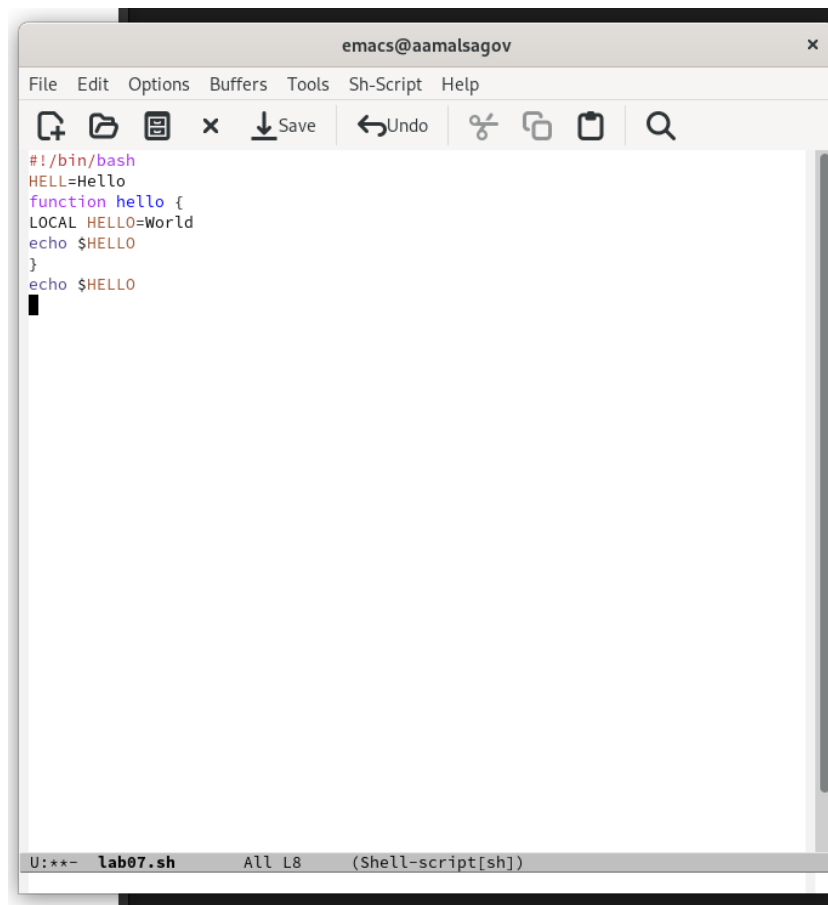 emacs@aamalsagov ×
File Edit Options Buffers Tools Sh-Script Help
Save Undo
#!/bin/bash
HELL=Hello
function hello {
LOCAL HELLO=World
echo $HELLO
}
echo $HELLO
U:**- lab07.sh All L8 (Shell-script[sh])